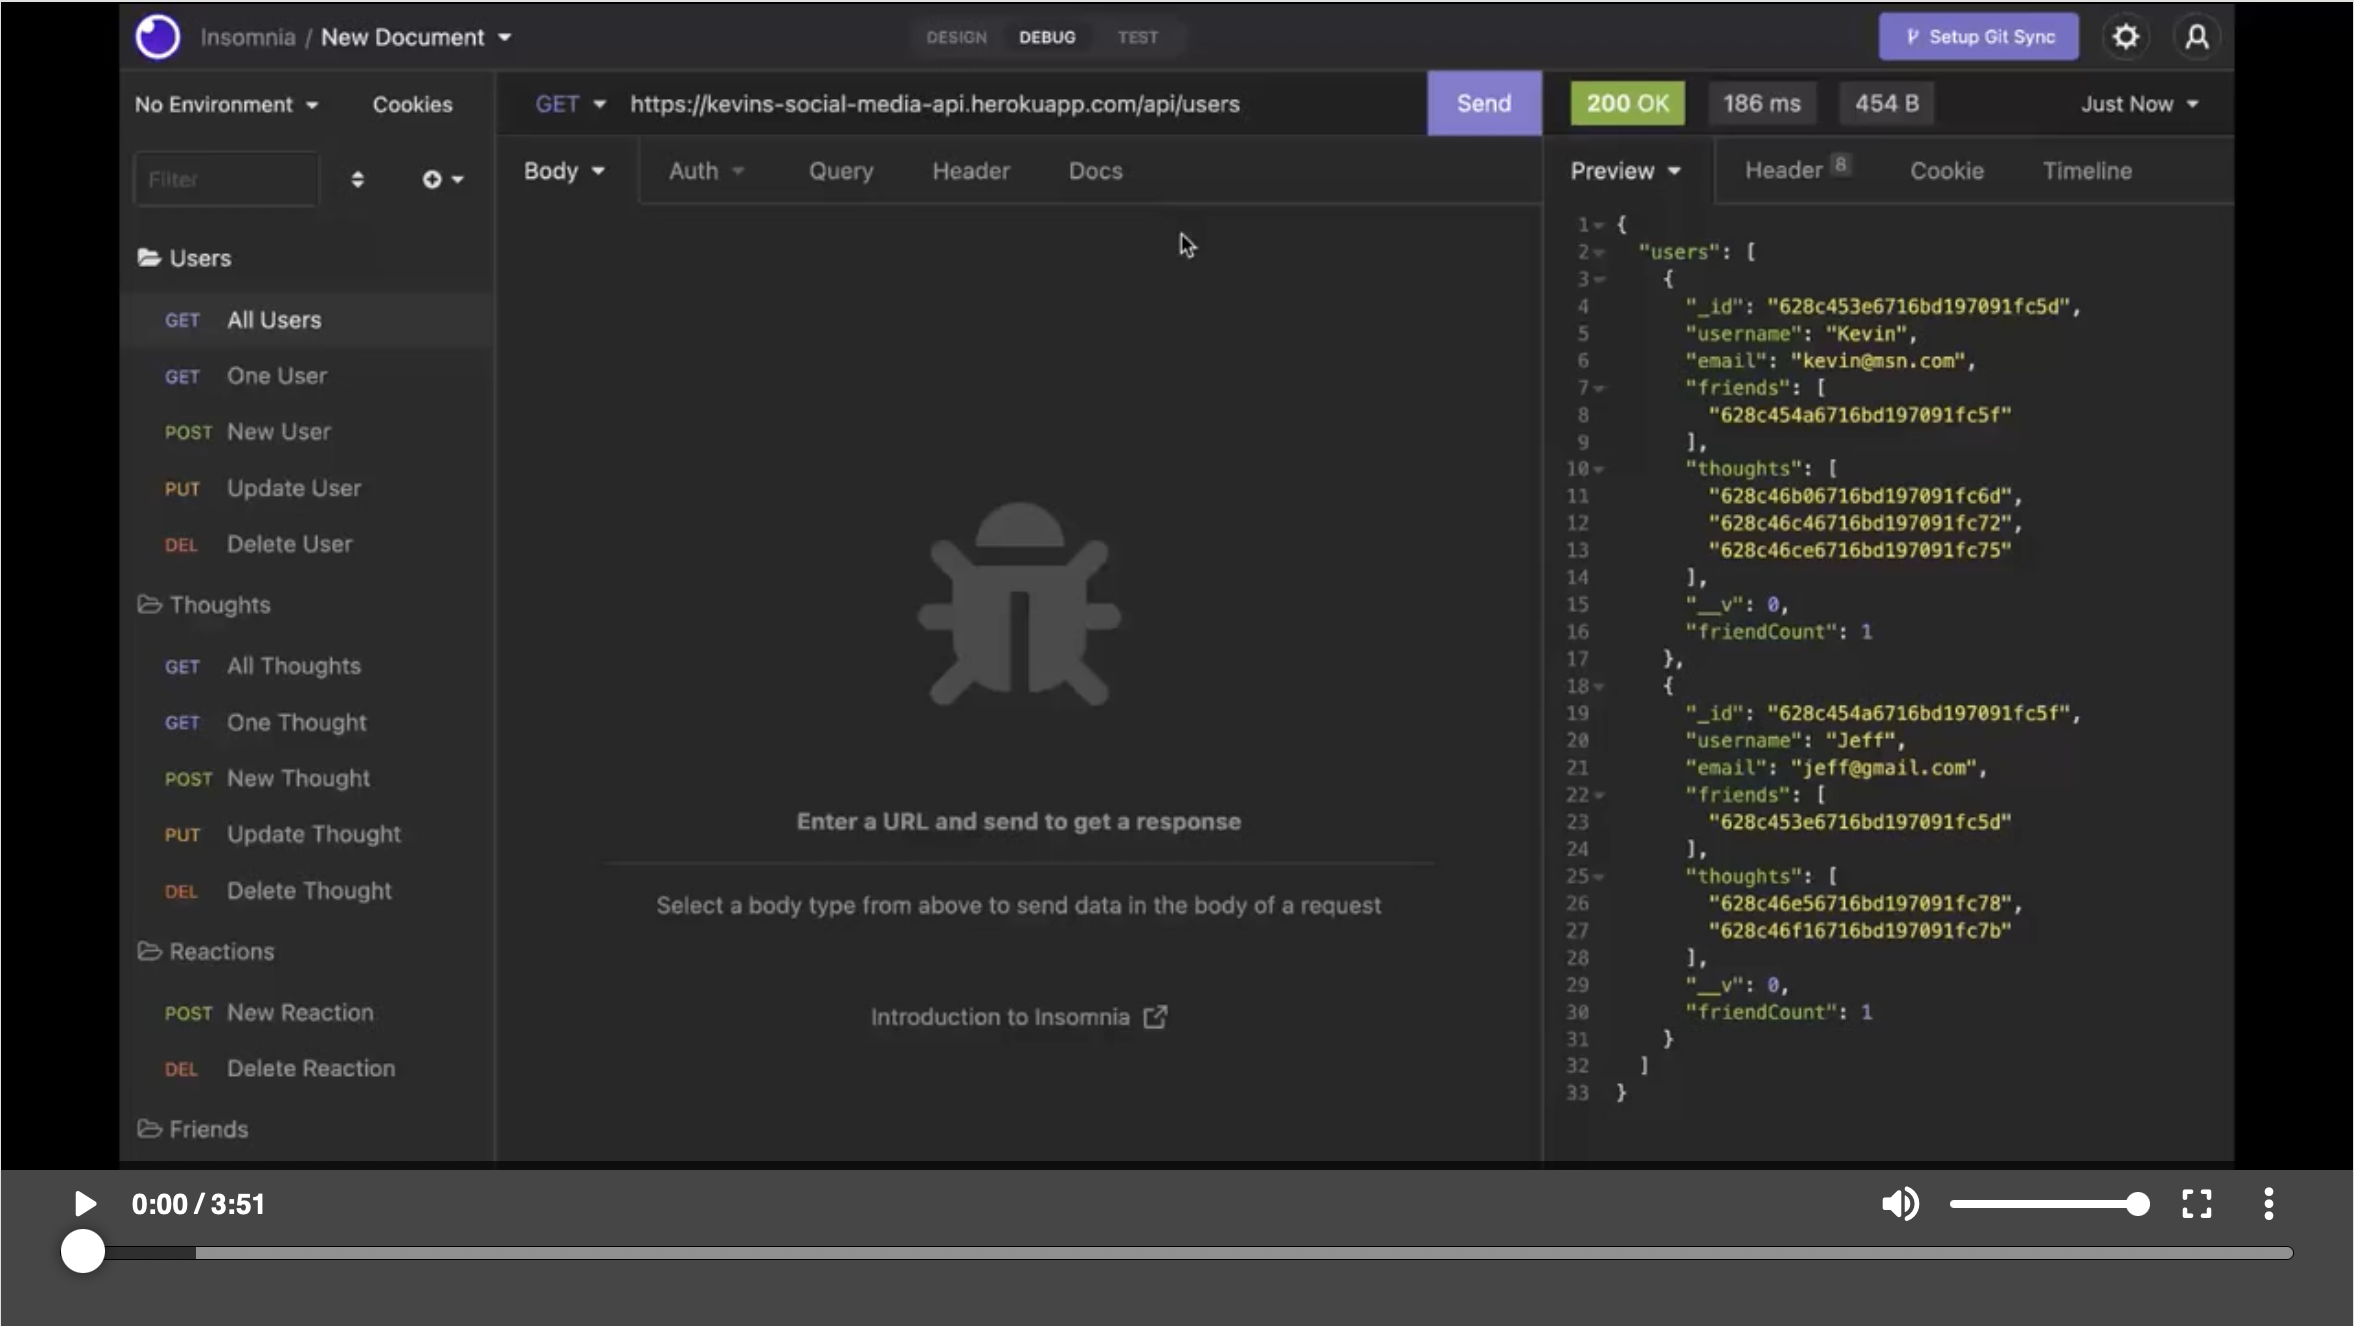 Insomnia / New Document
DESIGN DEBUG TEST
Setup Git Sync
No Environment Cookies
GET https://kevins-social-media-api.herokuapp.com/api/users Send
200 OK 186 ms 454 B Just Now
Filter
Body Auth Query Header Docs
Preview Header 8 Cookie Timeline
Users
GET All Users
GET One User
POST New User
PUT Update User
DEL Delete User
Thoughts
GET All Thoughts
GET One Thought
POST New Thought
PUT Update Thought
DEL Delete Thought
Reactions
POST New Reaction
DEL Delete Reaction
Friends
Enter a URL and send to get a response
Select a body type from above to send data in the body of a request
Introduction to Insomnia
1 {
2 "users": [
3 {
4 "_id": "628c453e6716bd197091fc5d",
5 "username": "Kevin",
6 "email": "kevin@msn.com",
7 "friends": [
8 "628c454a6716bd197091fc5f"
9 ],
10 "thoughts": [
11 "628c46b06716bd197091fc6d",
12 "628c46c46716bd197091fc72",
13 "628c46ce6716bd197091fc75"
14 ],
15 "__v": 0,
16 "friendCount": 1
17 },
18 {
19 "_id": "628c454a6716bd197091fc5f",
20 "username": "Jeff",
21 "email": "jeff@gmail.com",
22 "friends": [
23 "628c453e6716bd197091fc5d"
24 ],
25 "thoughts": [
26 "628c46e56716bd197091fc78",
27 "628c46f16716bd197091fc7b"
28 ],
29 "__v": 0,
30 "friendCount": 1
31 }
32 ]
33 }
0:00 / 3:51